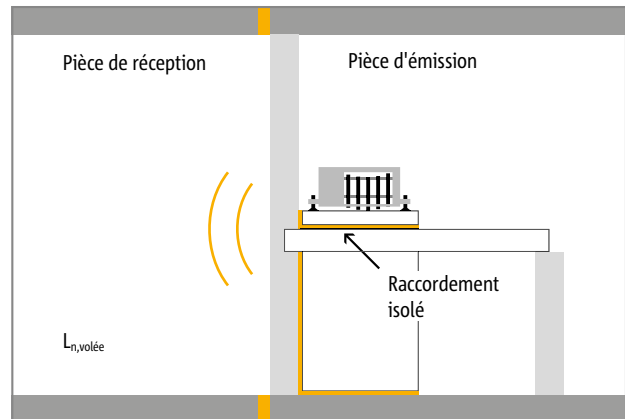 Pièce de réception
Pièce d'émission
Raccordement
isolé
Ln,volée